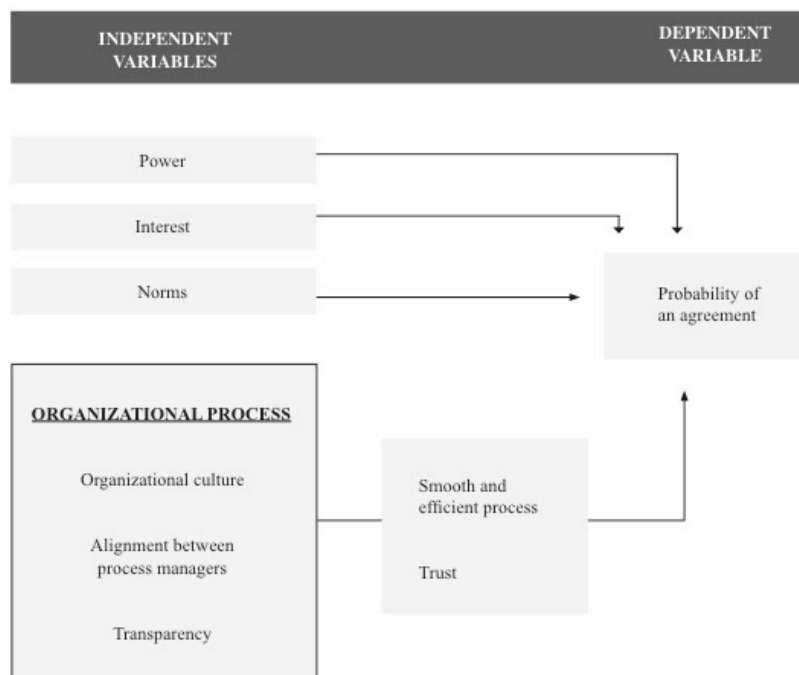 INDEPENDENT
VARIABLES
DEPENDENT
VARIABLE
Power
Interest
Norms
Probability of
an agreement
ORGANIZATIONAL PROCESS
Organizational culture
Alignment between
process managers
Transparency
Smooth and
efficient process
Trust